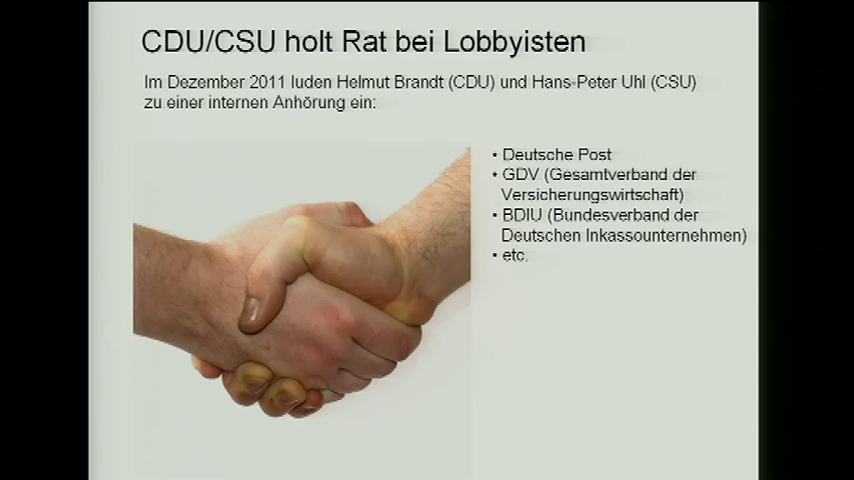 CDU/CSU holt Rat bei Lobbyisten
Im Dezember 2011 luden Helmut Brandt (CDU) und Hans-Peter Uhl (CSU)
zu einer internen Anhörung ein:
• Deutsche Post
• GDV (Gesamtverband der
Versicherungswirtschaft)
• BDIU (Bundesverband der
Deutschen Inkassounternehmen)
• etc.